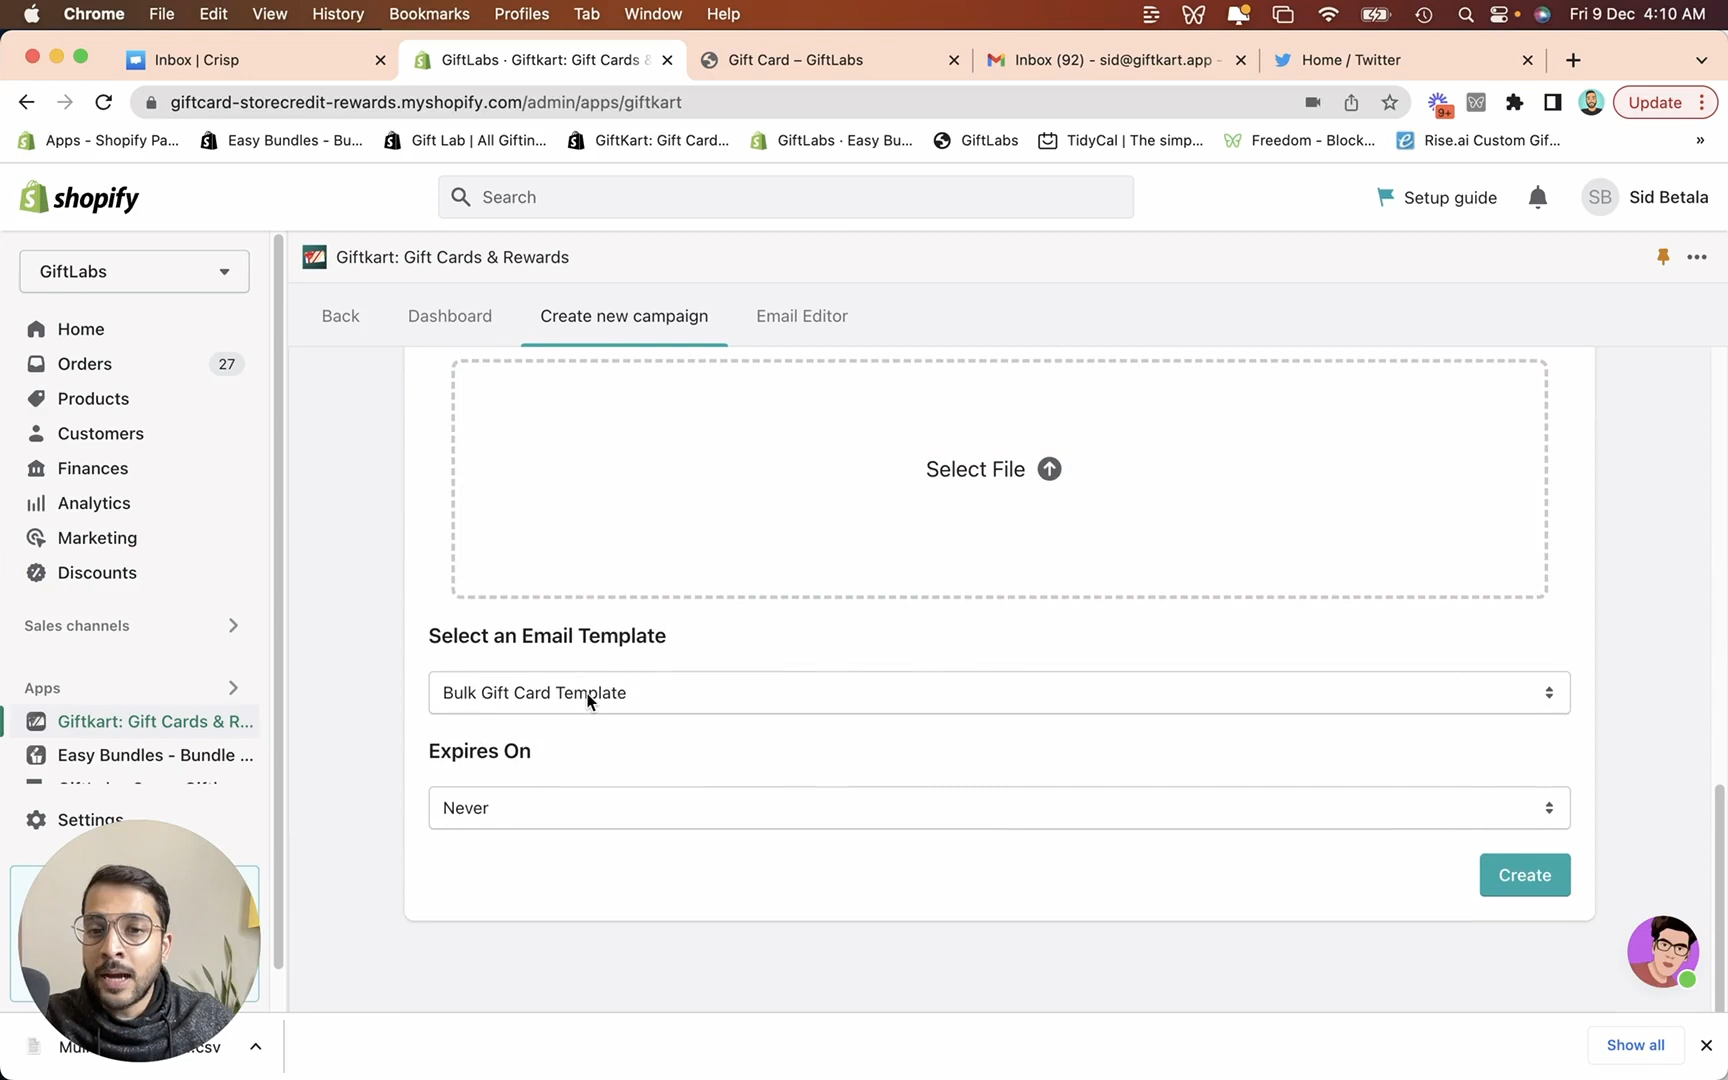 Chrome File Edit View History Bookmarks Profiles Tab Window Help Fri 9 Dec 4:10 AM
Inbox | Crisp GiftLabs · Giftkart: Gift Cards & Gift Card – GiftLabs Inbox (92) - sid@giftkart.app - Home / Twitter
giftcard-storecredit-rewards.myshopify.com/admin/apps/giftkart 9+ Update
Apps - Shopify Pa... Easy Bundles - Bu... Gift Lab | All Giftin... GiftKart: Gift Card... GiftLabs · Easy Bu... GiftLabs TidyCal | The simp... Freedom - Block... Rise.ai Custom Gif... »
shopify Search Setup guide SB Sid Betala
GiftLabs
Giftkart: Gift Cards & Rewards
Back Dashboard Create new campaign Email Editor
Home
Orders 27
Products
Customers
Finances
Analytics
Marketing
Discounts
Sales channels
Apps
Giftkart: Gift Cards & R...
Easy Bundles - Bundle ...
Settings
Select File
Select an Email Template
Bulk Gift Card Template
Expires On
Never
Create
.csv
Show all